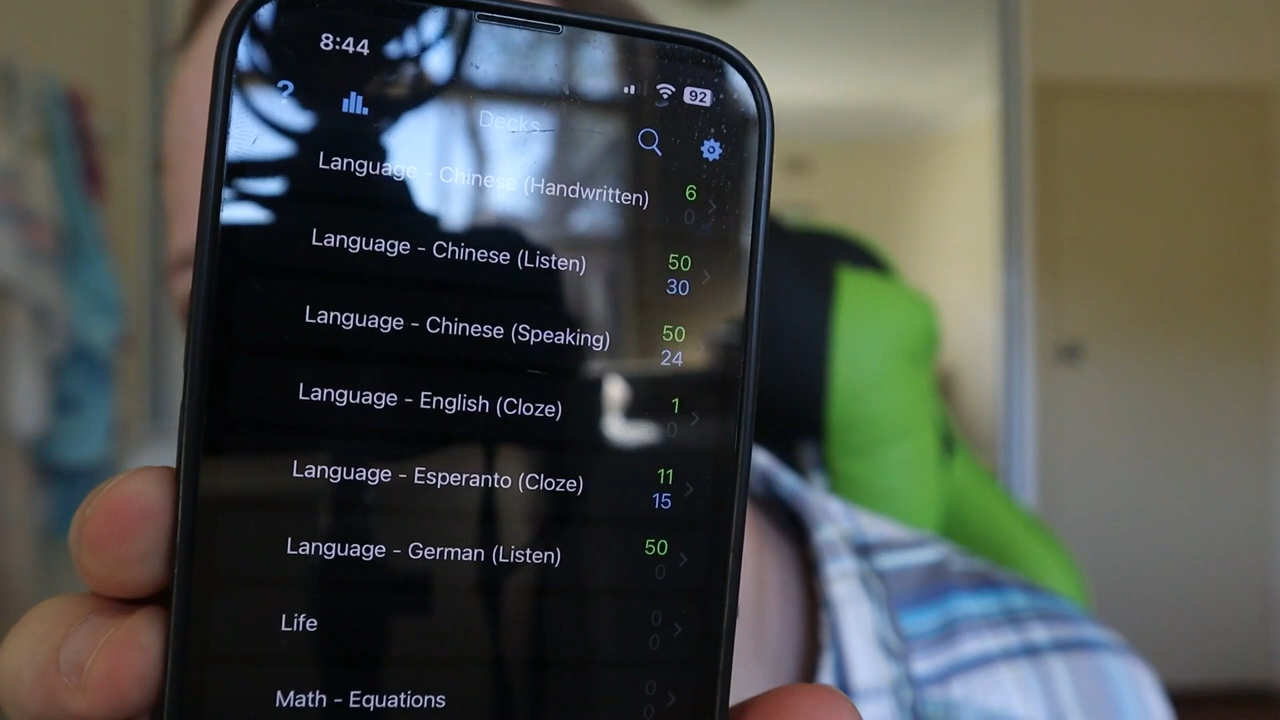 8:44
92
?
Decks
Language - Chinese (Handwritten) 6
0
Language - Chinese (Listen) 50
30
Language - Chinese (Speaking) 50
24
Language - English (Cloze) 1
0
Language - Esperanto (Cloze) 11
15
Language - German (Listen) 50
0
Life 0
0
Math - Equations 0
0